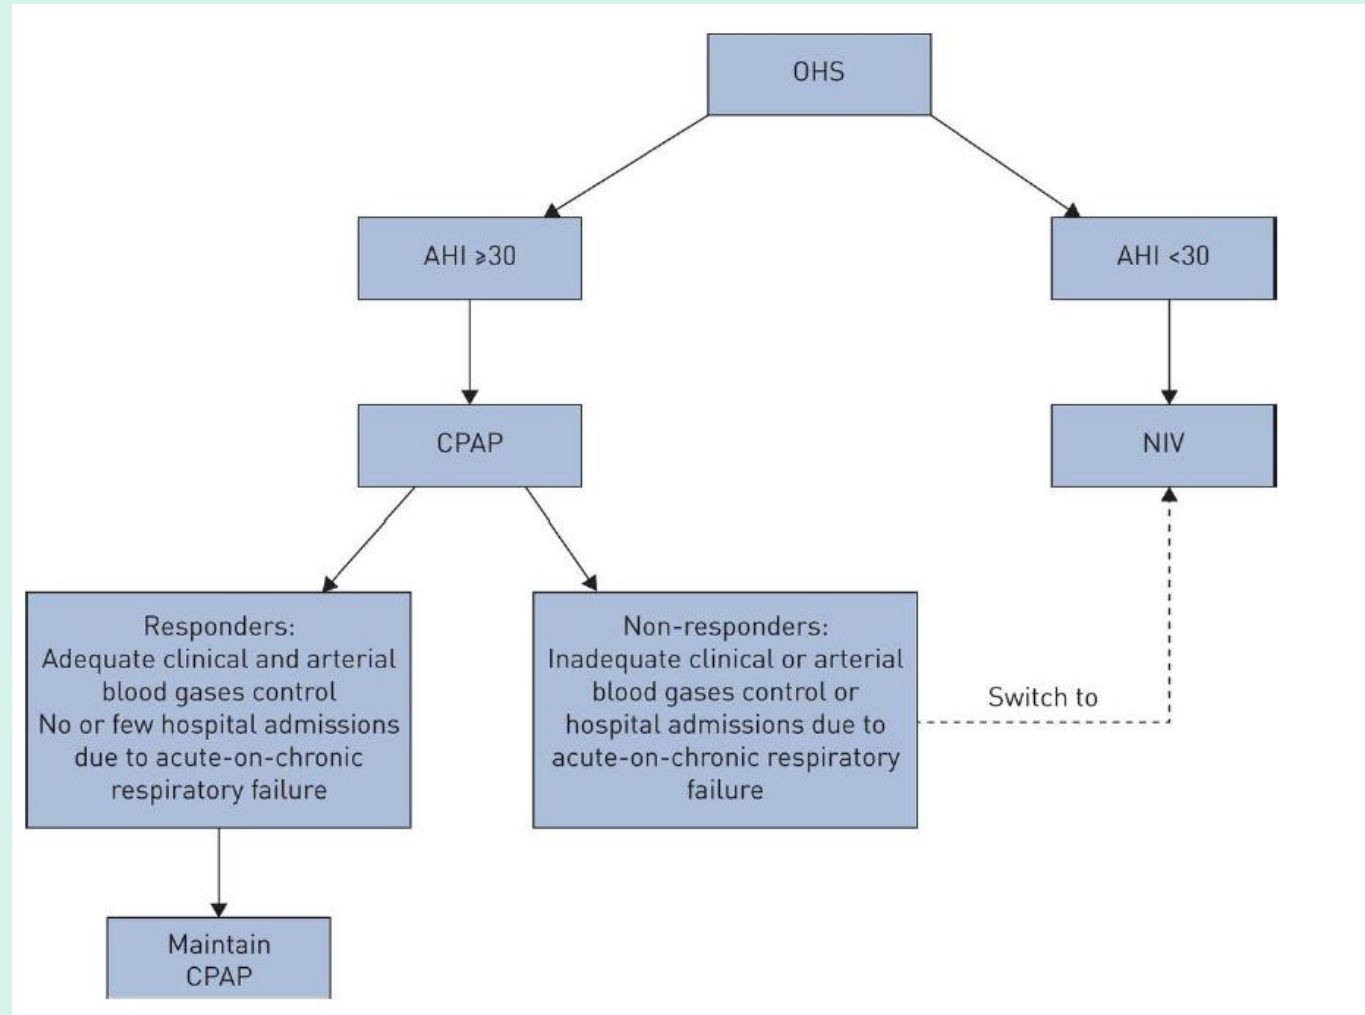 OHS
AHI ⩾30
AHI <30
CPAP
NIV
Responders:
Adequate clinical and arterial
blood gases control
No or few hospital admissions
due to acute-on-chronic
respiratory failure
Non-responders:
Inadequate clinical or arterial
blood gases control or
hospital admissions due to
acute-on-chronic respiratory
failure
Switch to
Maintain
CPAP